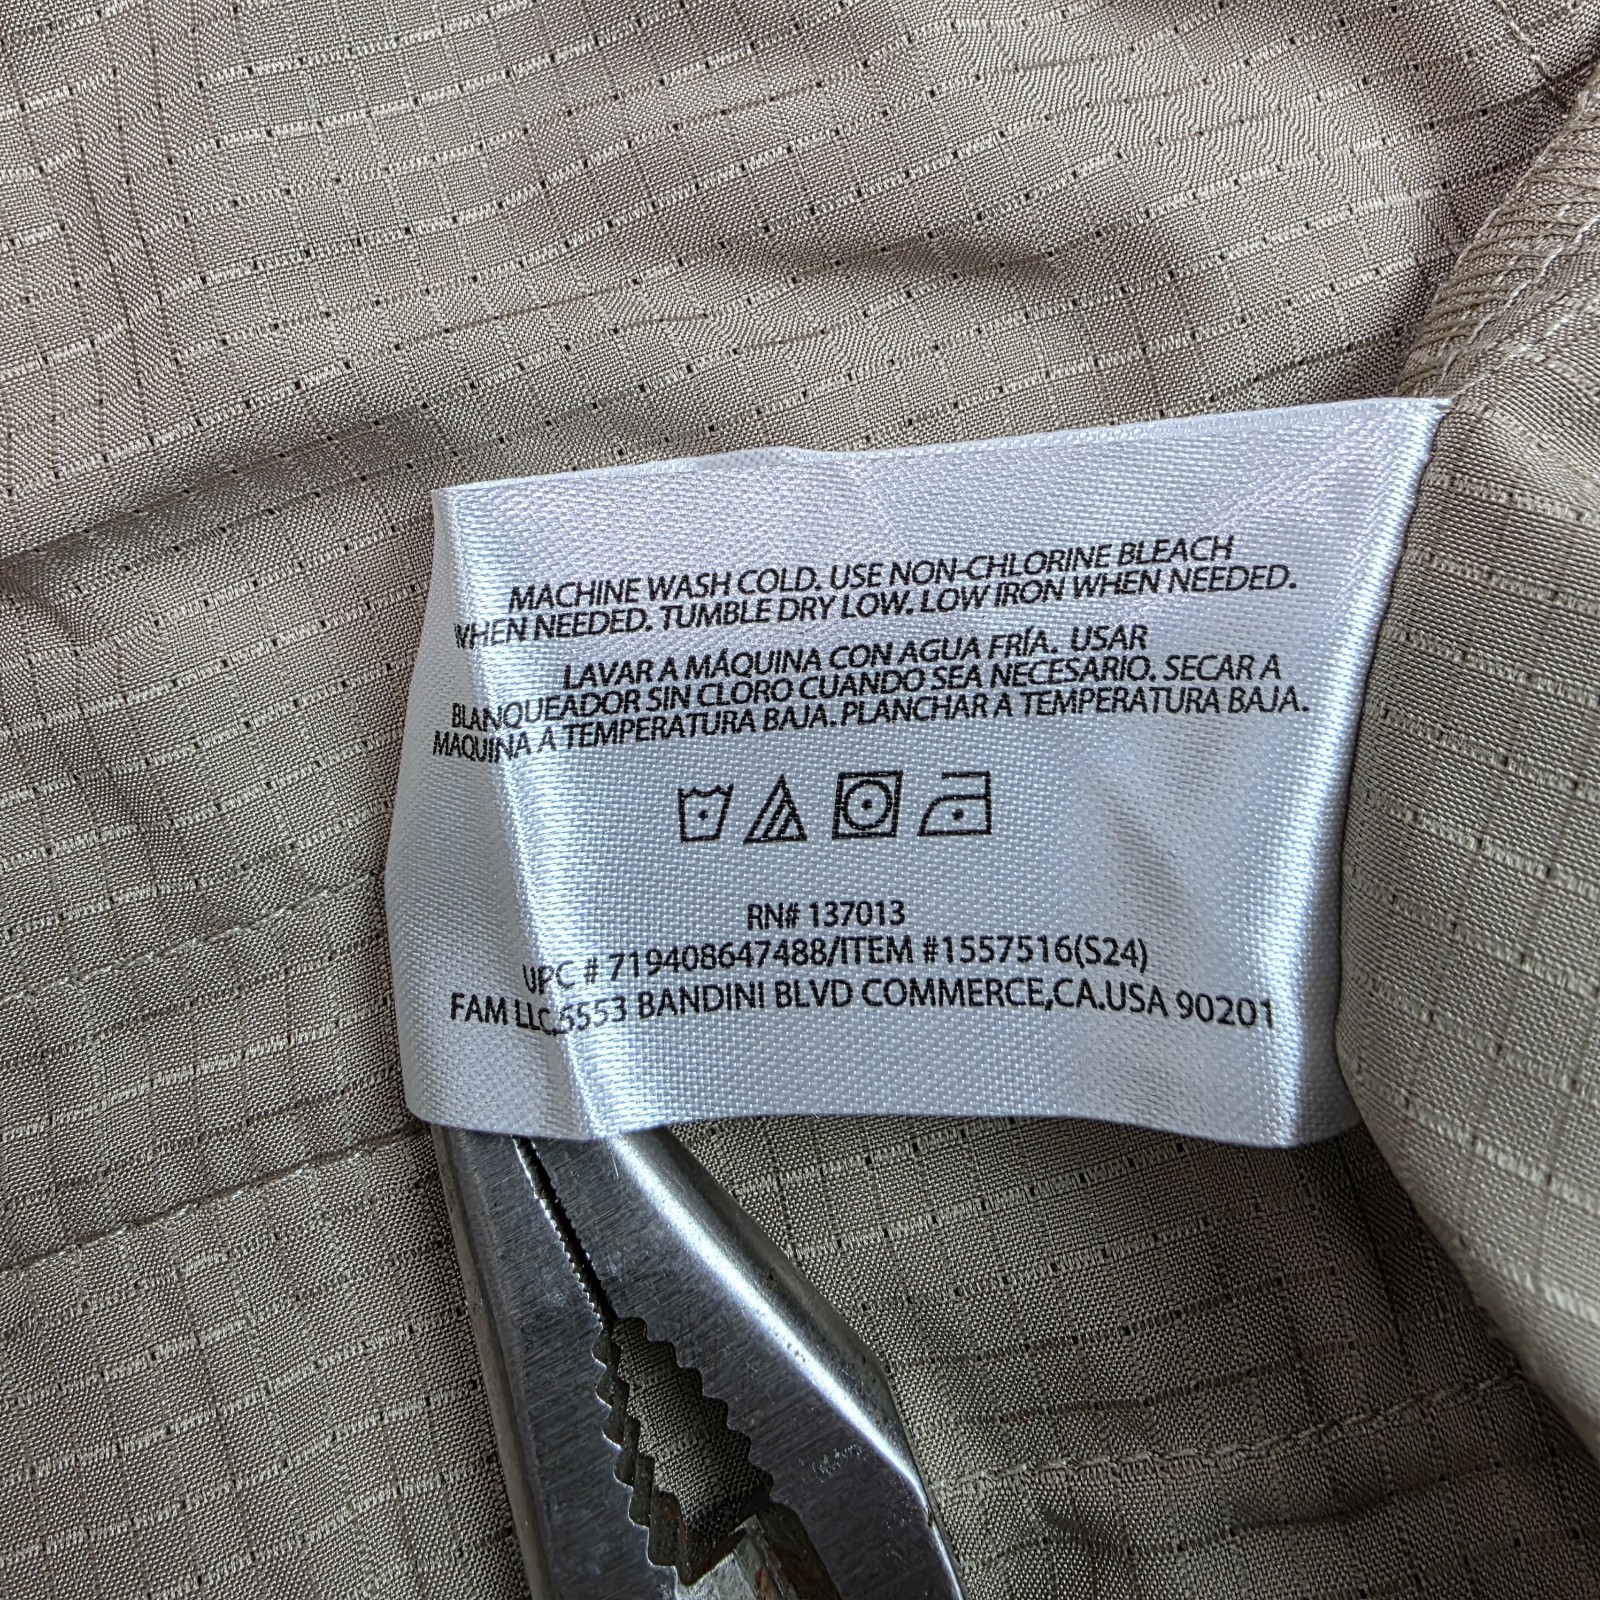 MACHINE WASH COLD. USE NON-CHLORINE BLEACH
WHEN NEEDED. TUMBLE DRY LOW. LOW IRON WHEN NEEDED.
LAVAR A MÁQUINA CON AGUA FRÍA. USAR
BLANQUEADOR SIN CLORO CUANDO SEA NECESARIO. SECAR A
MAQUINA A TEMPERATURA BAJA. PLANCHAR A TEMPERATURA BAJA.
RN# 137013
UPC # 719408647488/ITEM #1557516(S24)
FAM LLC,5553 BANDINI BLVD COMMERCE,CA.USA 90201